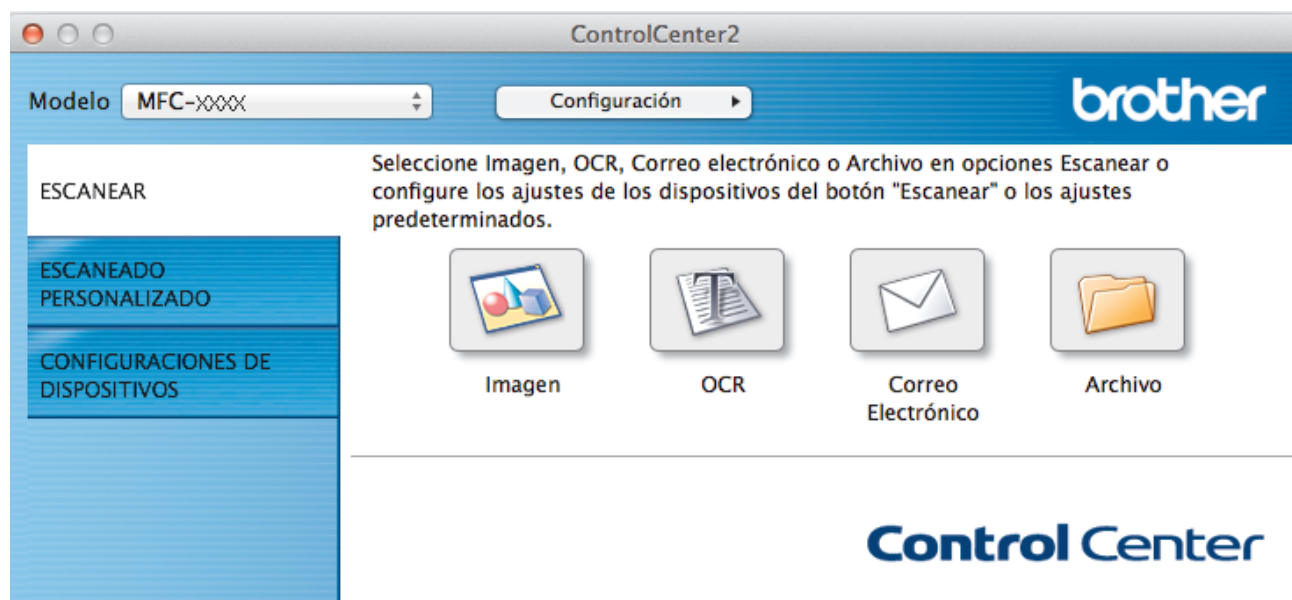 ControlCenter2
Modelo MFC-XXXX Configuración
brother
ESCANEAR
ESCANEADO
PERSONALIZADO
CONFIGURACIONES DE
DISPOSITIVOS
Seleccione Imagen, OCR, Correo electrónico o Archivo en opciones Escanear o
configure los ajustes de los dispositivos del botón "Escanear" o los ajustes
predeterminados.
T
Imagen
OCR
Correo
Electrónico
Archivo
Control Center